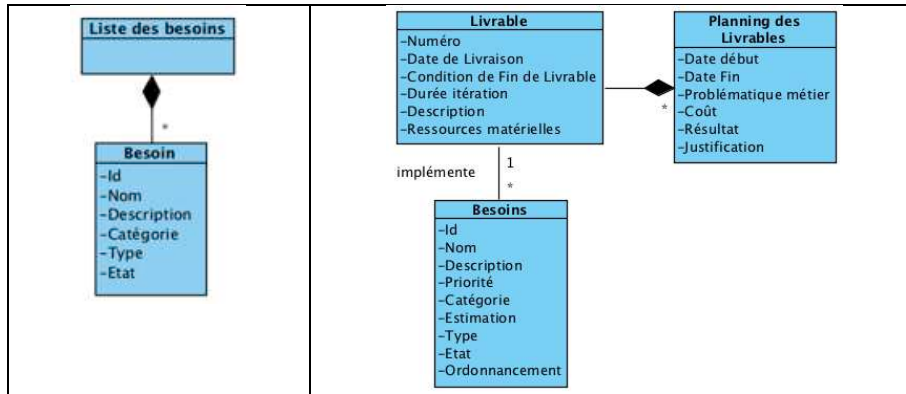 Liste des besoins
*
Besoin
-Id
-Nom
-Description
-Catégorie
-Type
-Etat
Livrable
-Numéro
-Date de Livraison
-Condition de Fin de Livrable
-Durée itération
-Description
-Ressources matérielles
Planning des
Livrables
-Date début
-Date Fin
-Problématique métier
-Coût
-Résultat
-Justification
*
implémente
1
*
Besoins
-Id
-Nom
-Description
-Priorité
-Catégorie
-Estimation
-Type
-Etat
-Ordonnancement